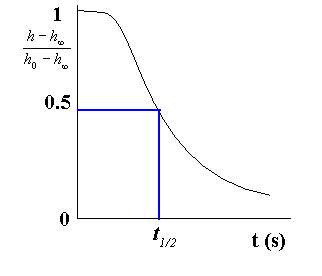 1
h − h∞
h₀ − h∞
0.5
0
t₁/₂
t (s)